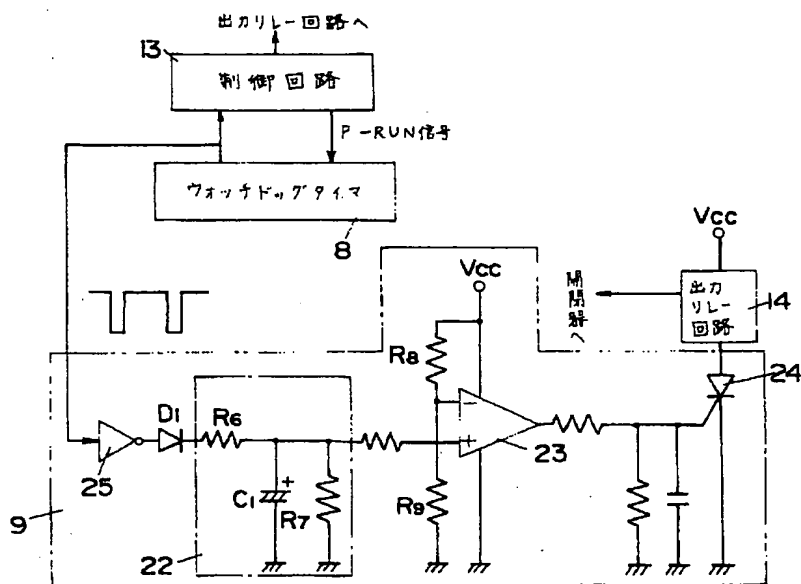 出力リレー回路へ
13
制御回路
P-RUN信号
ウォッチドッグタイマ
8
Vcc
Vcc
出力
リレー
回路
14
開閉器へ
24
R8
D1
R6
25
C1
+
R7
−
+
23
R9
9
22